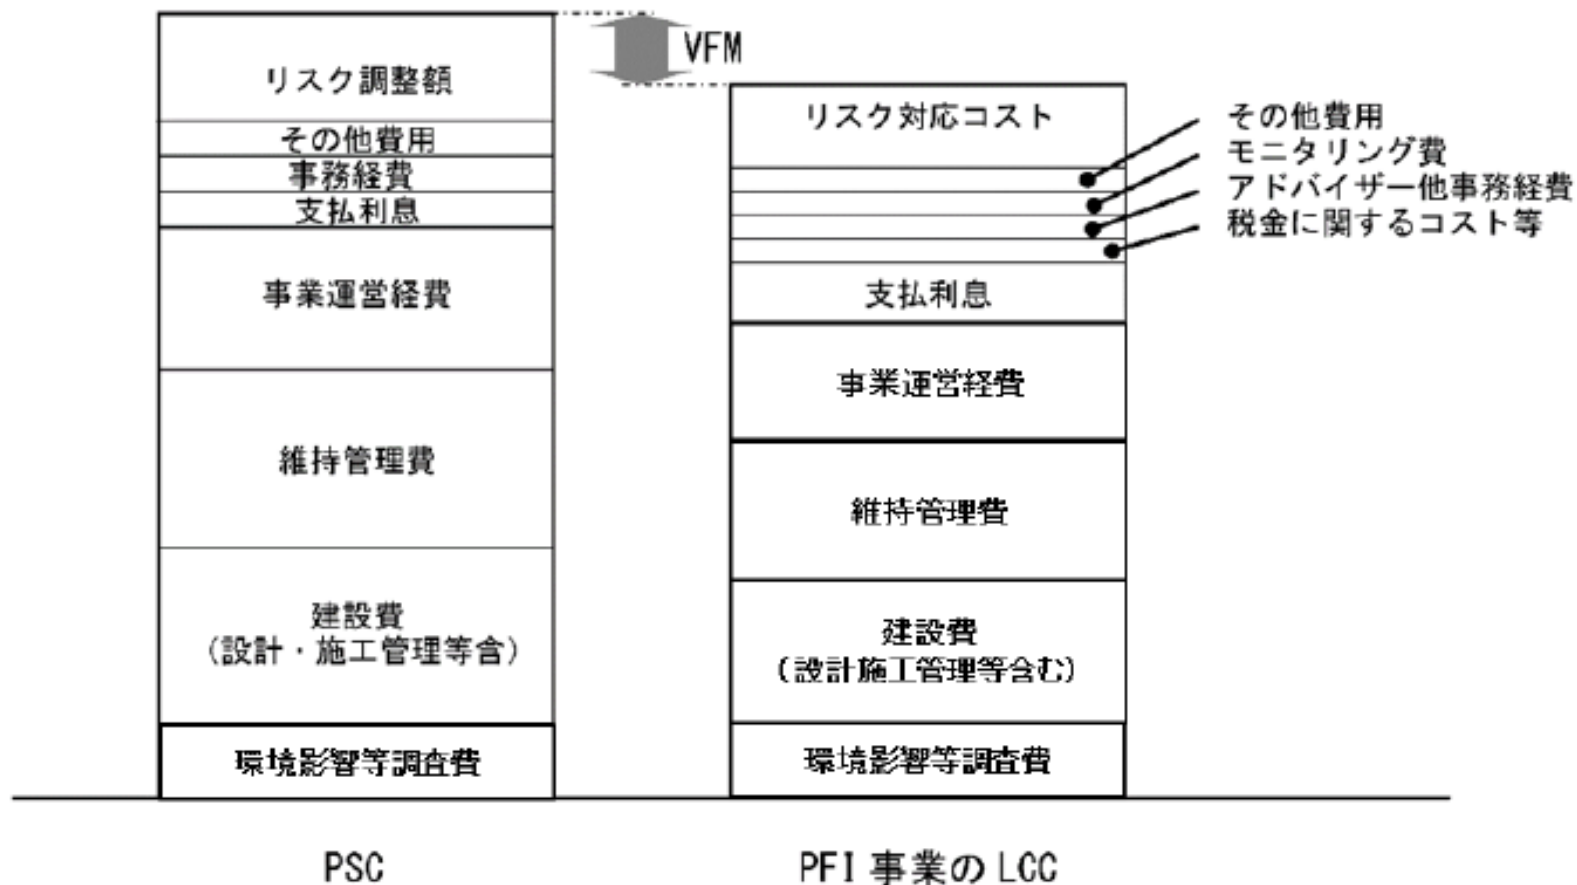 VFM
リスク調整額
その他費用
事務経費
支払利息
事業運営経費
維持管理費
建設費
(設計・施工管理等含)
環境影響等調査費
リスク対応コスト
その他費用
モニタリング費
アドバイザー他事務経費
税金に関するコスト等
支払利息
事業運営経費
維持管理費
建設費
(設計施工管理等含む)
環境影響等調査費
PSC
PFI 事業の LCC